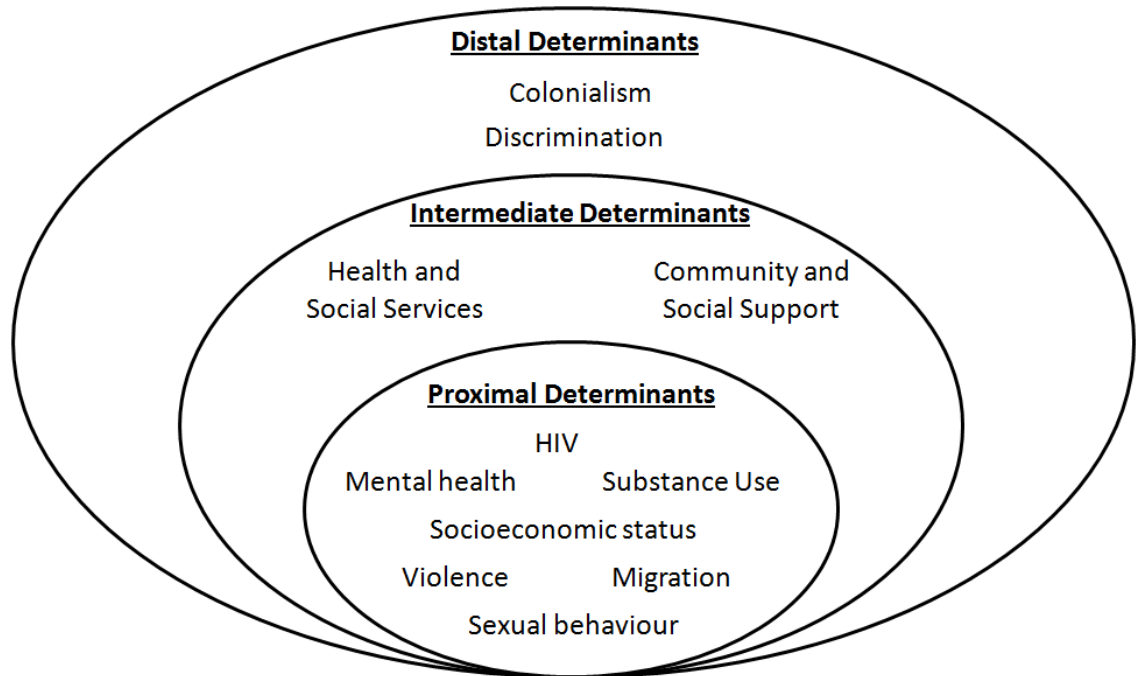 Distal Determinants
Colonialism
Discrimination
Intermediate Determinants
Health and
Social Services
Community and
Social Support
Proximal Determinants
HIV
Mental health
Substance Use
Socioeconomic status
Violence
Migration
Sexual behaviour